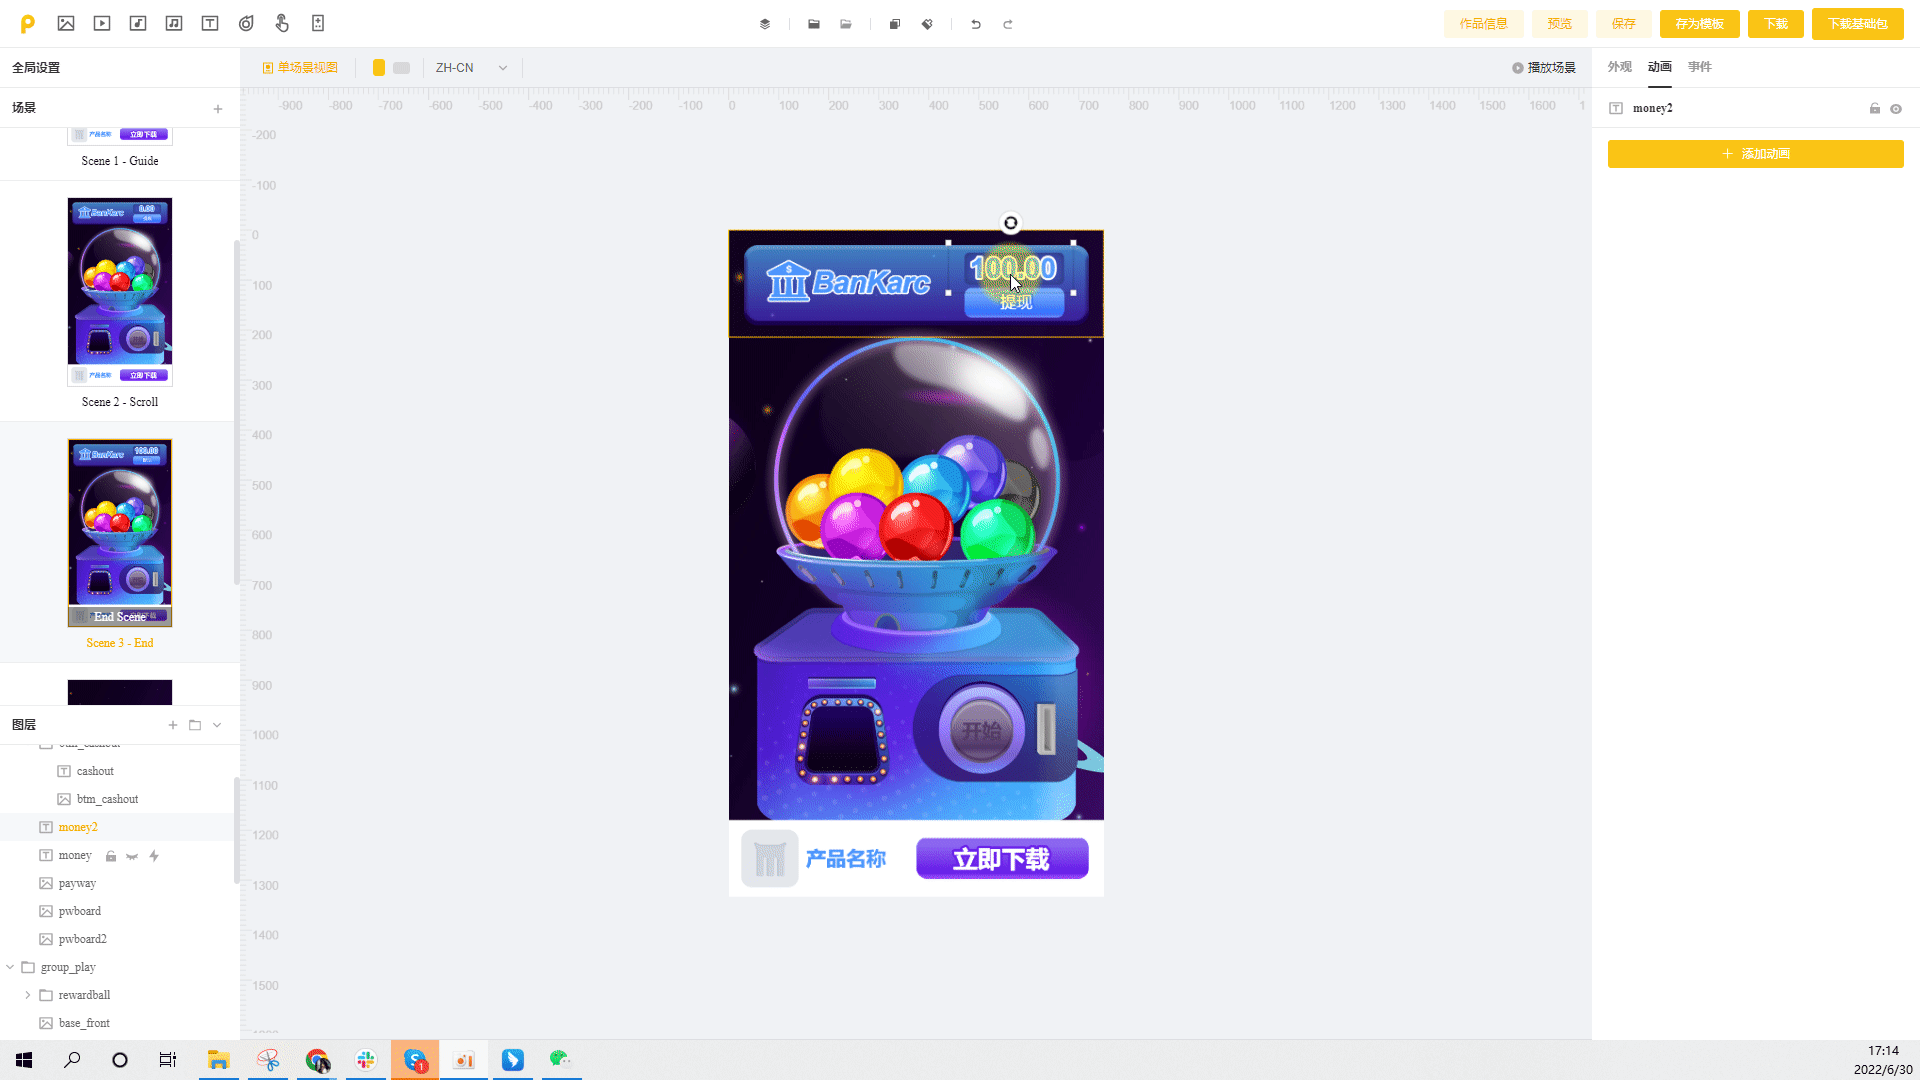 作品信息
预览
保存
存为模板
下载
下载基础包
全局设置
单场景视图
ZH-CN
播放场景
外观
动画
事件
场景
-900 -800 -700 -600 -500 -400 -300 -200 -100 0 100 200 300 400 500 600 700 800 900 1000 1100 1200 1300 1400 1500 1600 1
money2
添加动画
-200
-100
0
100
200
300
400
500
600
700
800
900
1000
1100
1200
1300
1400
1500
产品名称
立即下载
Scene 1 - Guide
BanKarc
0.00
产品名称
立即下载
Scene 2 - Scroll
BanKarc
100.00
End Scene
Scene 3 - End
BanKarc
100.00
提现
开始
产品名称
立即下载
图层
cashout
btm_cashout
money2
money
payway
pwboard
pwboard2
group_play
rewardball
base_front
1
17:14
2022/6/30